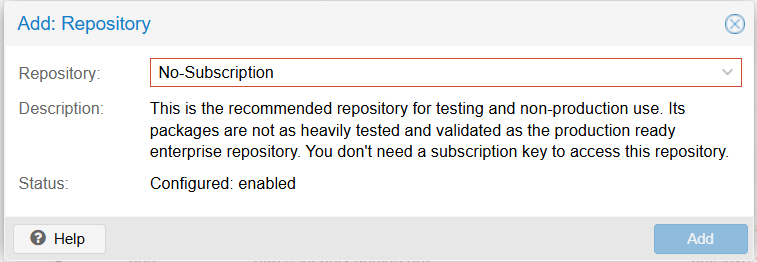 Add: Repository
Repository: No-Subscription
Description: This is the recommended repository for testing and non-production use. Its
packages are not as heavily tested and validated as the production ready
enterprise repository. You don't need a subscription key to access this repository.
Status: Configured: enabled
Help Add